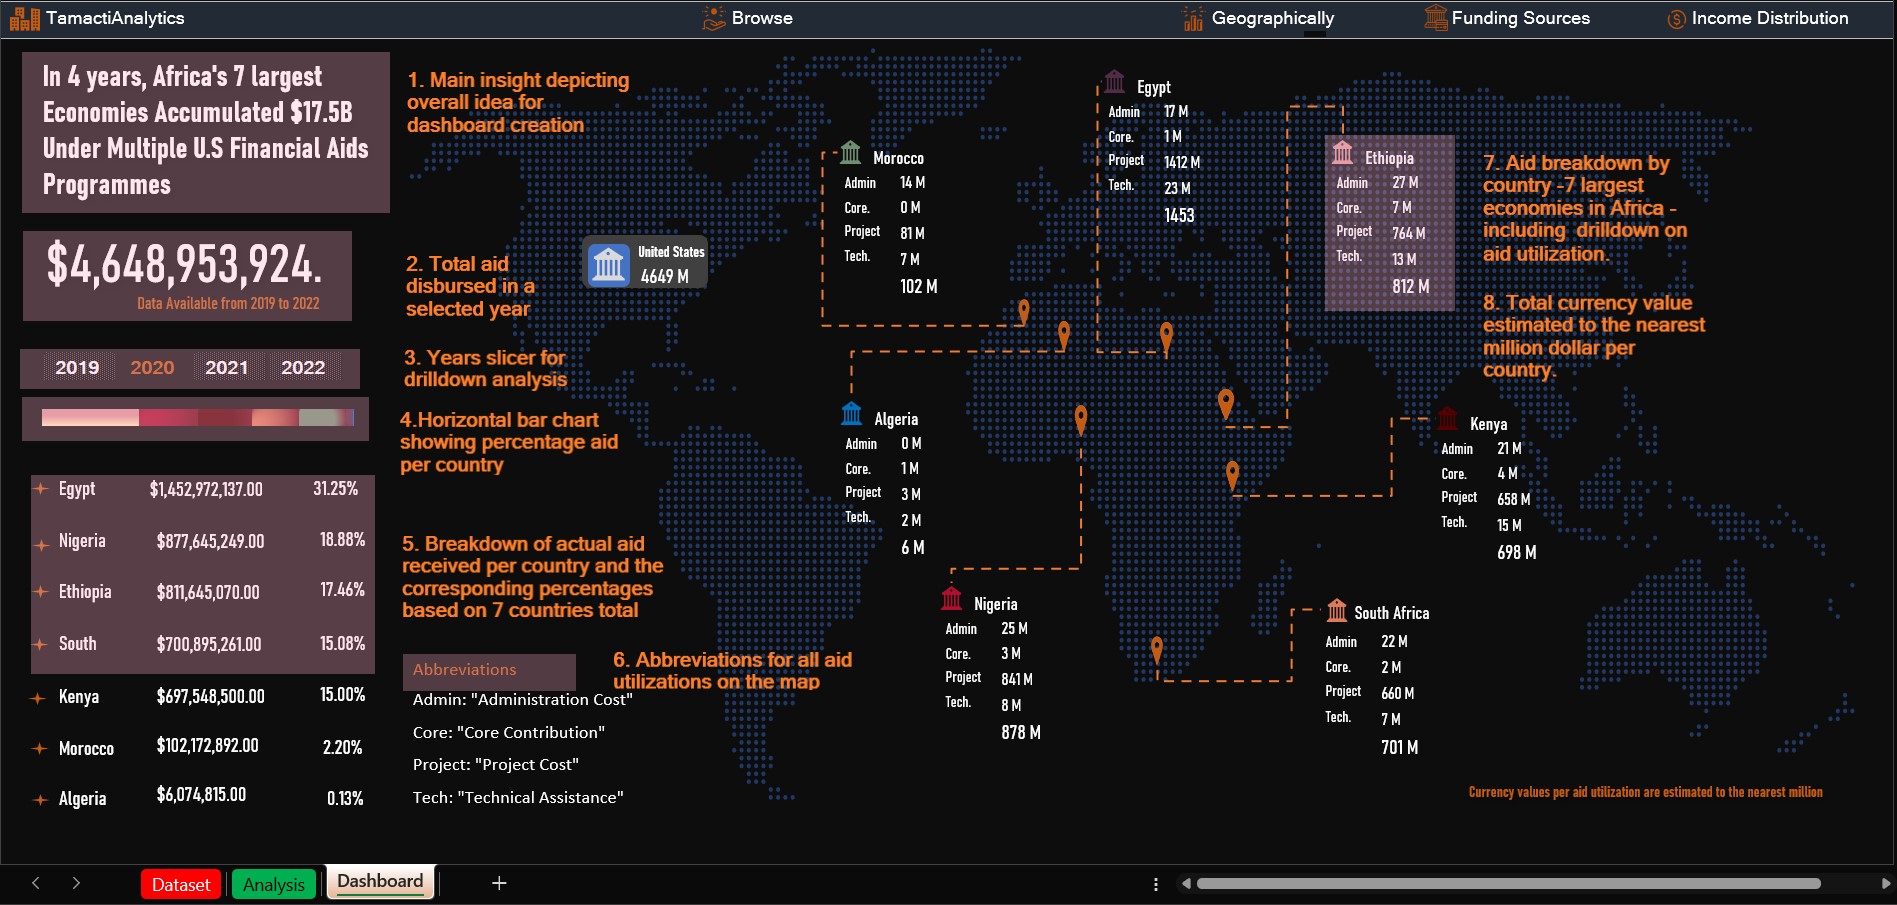 TamactiAnalytics
Browse
Geographically
Funding Sources
Income Distribution
In 4 years, Africa's 7 largest
Economies Accumulated $17.5B
Under Multiple U.S Financial Aids
Programmes
$4,648,953,924.
Data Available from 2019 to 2022
2019 2020 2021 2022
Egypt $1,452,972,137.00 31.25%
Nigeria $877,645,249.00 18.88%
Ethiopia $811,645,070.00 17.46%
South $700,895,261.00 15.08%
Kenya $697,548,500.00 15.00%
Morocco $102,172,892.00 2.20%
Algeria $6,074,815.00 0.13%
1. Main insight depicting
overall idea for
dashboard creation
2. Total aid
disbursed in a
selected year
3. Years slicer for
drilldown analysis
4.Horizontal bar chart
showing percentage aid
per country
5. Breakdown of actual aid
received per country and the
corresponding percentages
based on 7 countries total
6. Abbreviations for all aid
utilizations on the map
Abbreviations
Admin: "Administration Cost"
Core: "Core Contribution"
Project: "Project Cost"
Tech: "Technical Assistance"
United States
4649 M
Morocco
Admin 14 M
Core. 0 M
Project 81 M
Tech. 7 M
102 M
Egypt
Admin 17 M
Core. 1 M
Project 1412 M
Tech. 23 M
1453
Ethiopia
Admin 27 M
Core. 7 M
Project 764 M
Tech. 13 M
812 M
7. Aid breakdown by
country -7 largest
economies in Africa -
including drilldown on
aid utilization.
8. Total currency value
estimated to the nearest
million dollar per
country.
Algeria
Admin 0 M
Core. 1 M
Project 3 M
Tech. 2 M
6 M
Kenya
Admin 21 M
Core. 4 M
Project 658 M
Tech. 15 M
698 M
Nigeria
Admin 25 M
Core. 3 M
Project 841 M
Tech. 8 M
878 M
South Africa
Admin 22 M
Core. 2 M
Project 660 M
Tech. 7 M
701 M
Currency values per aid utilization are estimated to the nearest million
Dataset
Analysis
Dashboard